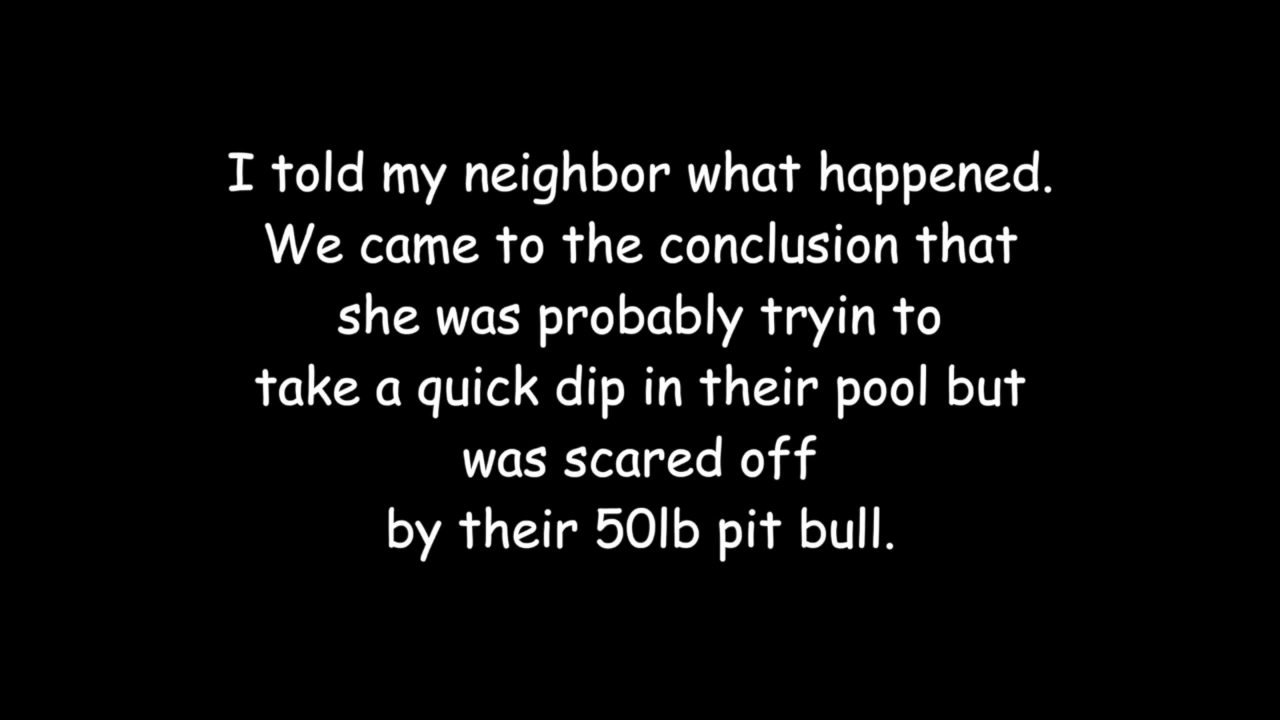 I told my neighbor what happened.
We came to the conclusion that
she was probably tryin to
take a quick dip in their pool but
was scared off
by their 50lb pit bull.